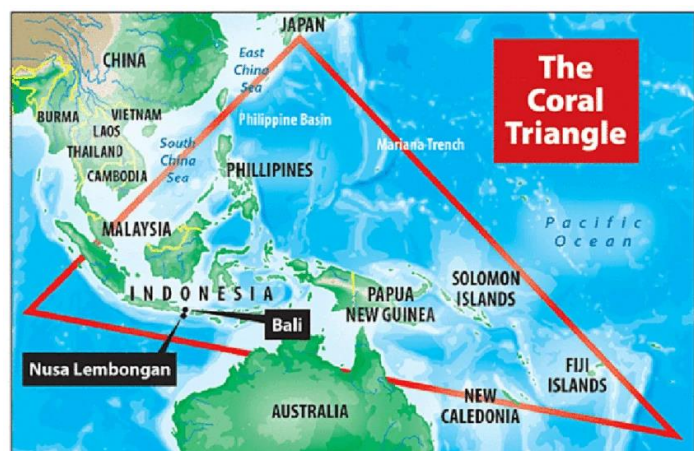 JAPAN
The
Coral
Triangle
CHINA
East
China
Sea
BURMA
VIETNAM
LAOS
THAILAND
CAMBODIA
South
China
Sea
Philippine Basin
Mariana Trench
PHILLIPINES
MALAYSIA
Pacific
Ocean
INDONESIA
PAPUA
NEW GUINEA
SOLOMON
ISLANDS
Bali
Nusa Lembongan
FIJI
ISLANDS
NEW
CALEDONIA
AUSTRALIA